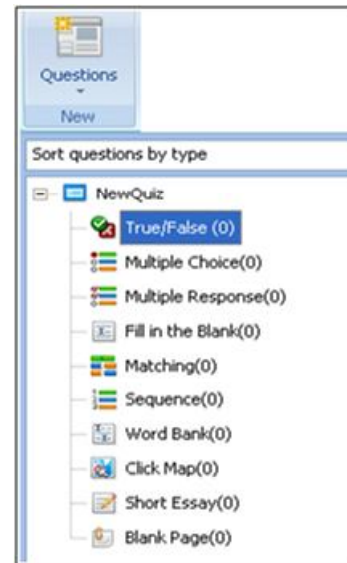 Questions
New
Sort questions by type
NewQuiz
True/False (0)
Multiple Choice(0)
Multiple Response(0)
Fill in the Blank(0)
Matching(0)
Sequence(0)
Word Bank(0)
Click Map(0)
Short Essay(0)
Blank Page(0)